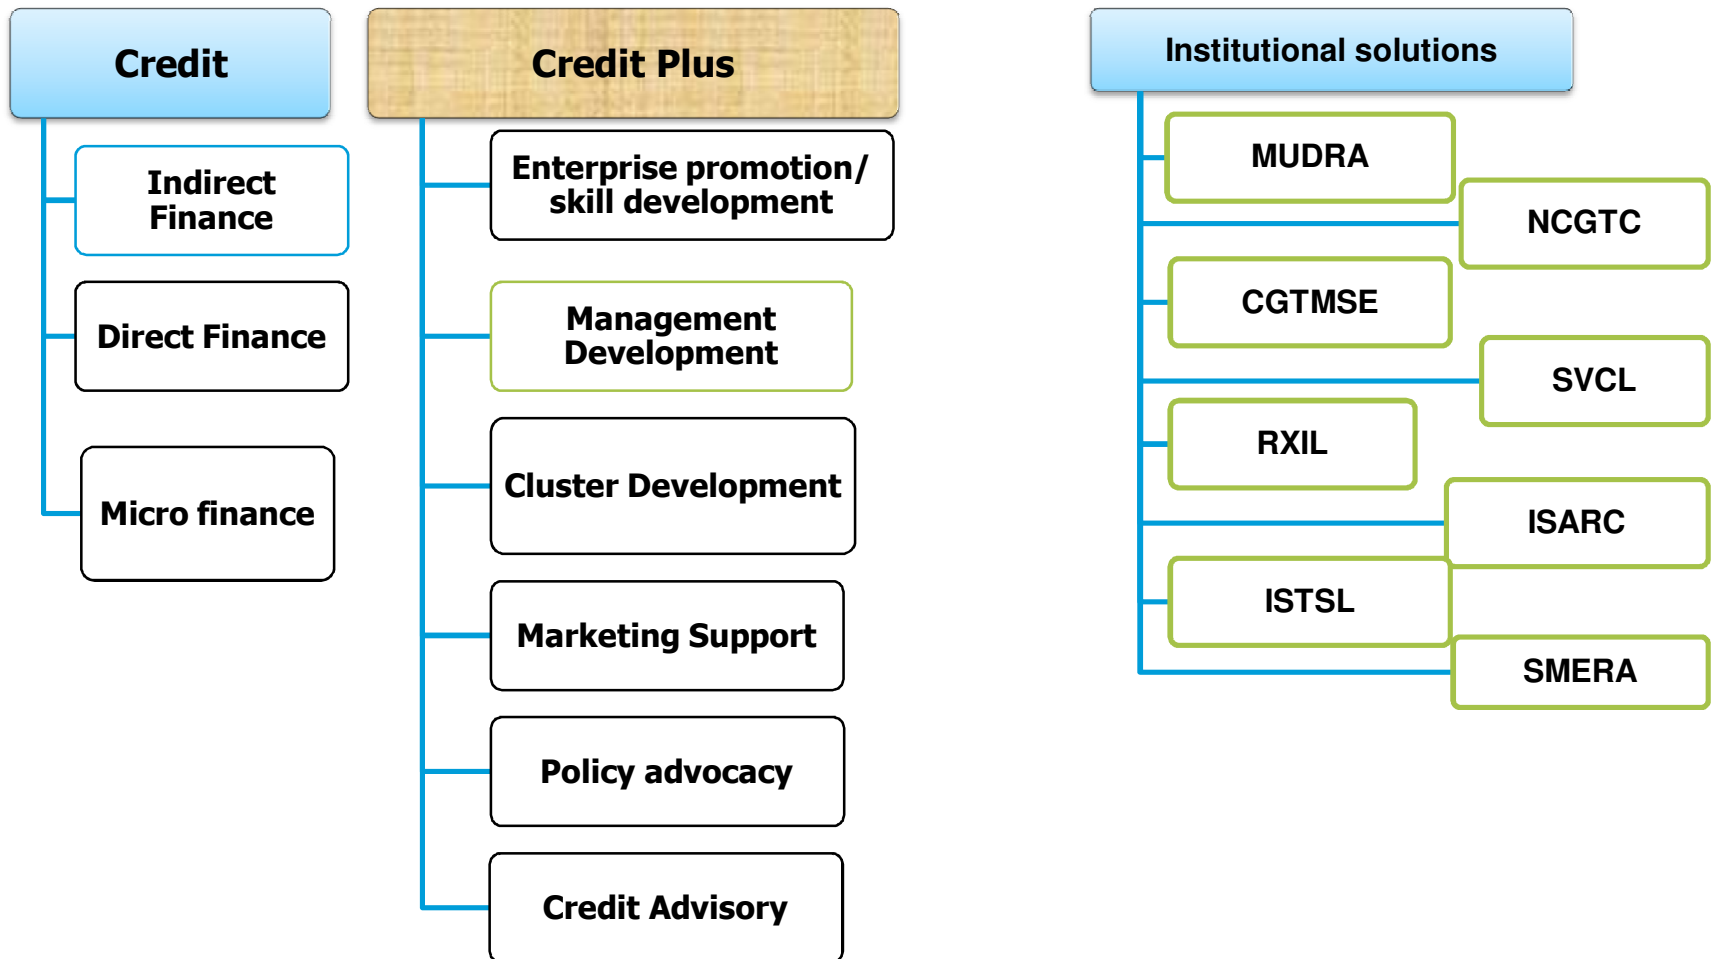 Credit
Indirect
Finance
Direct Finance
Micro finance
Credit Plus
Enterprise promotion/
skill development
Management
Development
Cluster Development
Marketing Support
Policy advocacy
Credit Advisory
Institutional solutions
MUDRA
NCGTC
CGTMSE
SVCL
RXIL
ISARC
ISTSL
SMERA